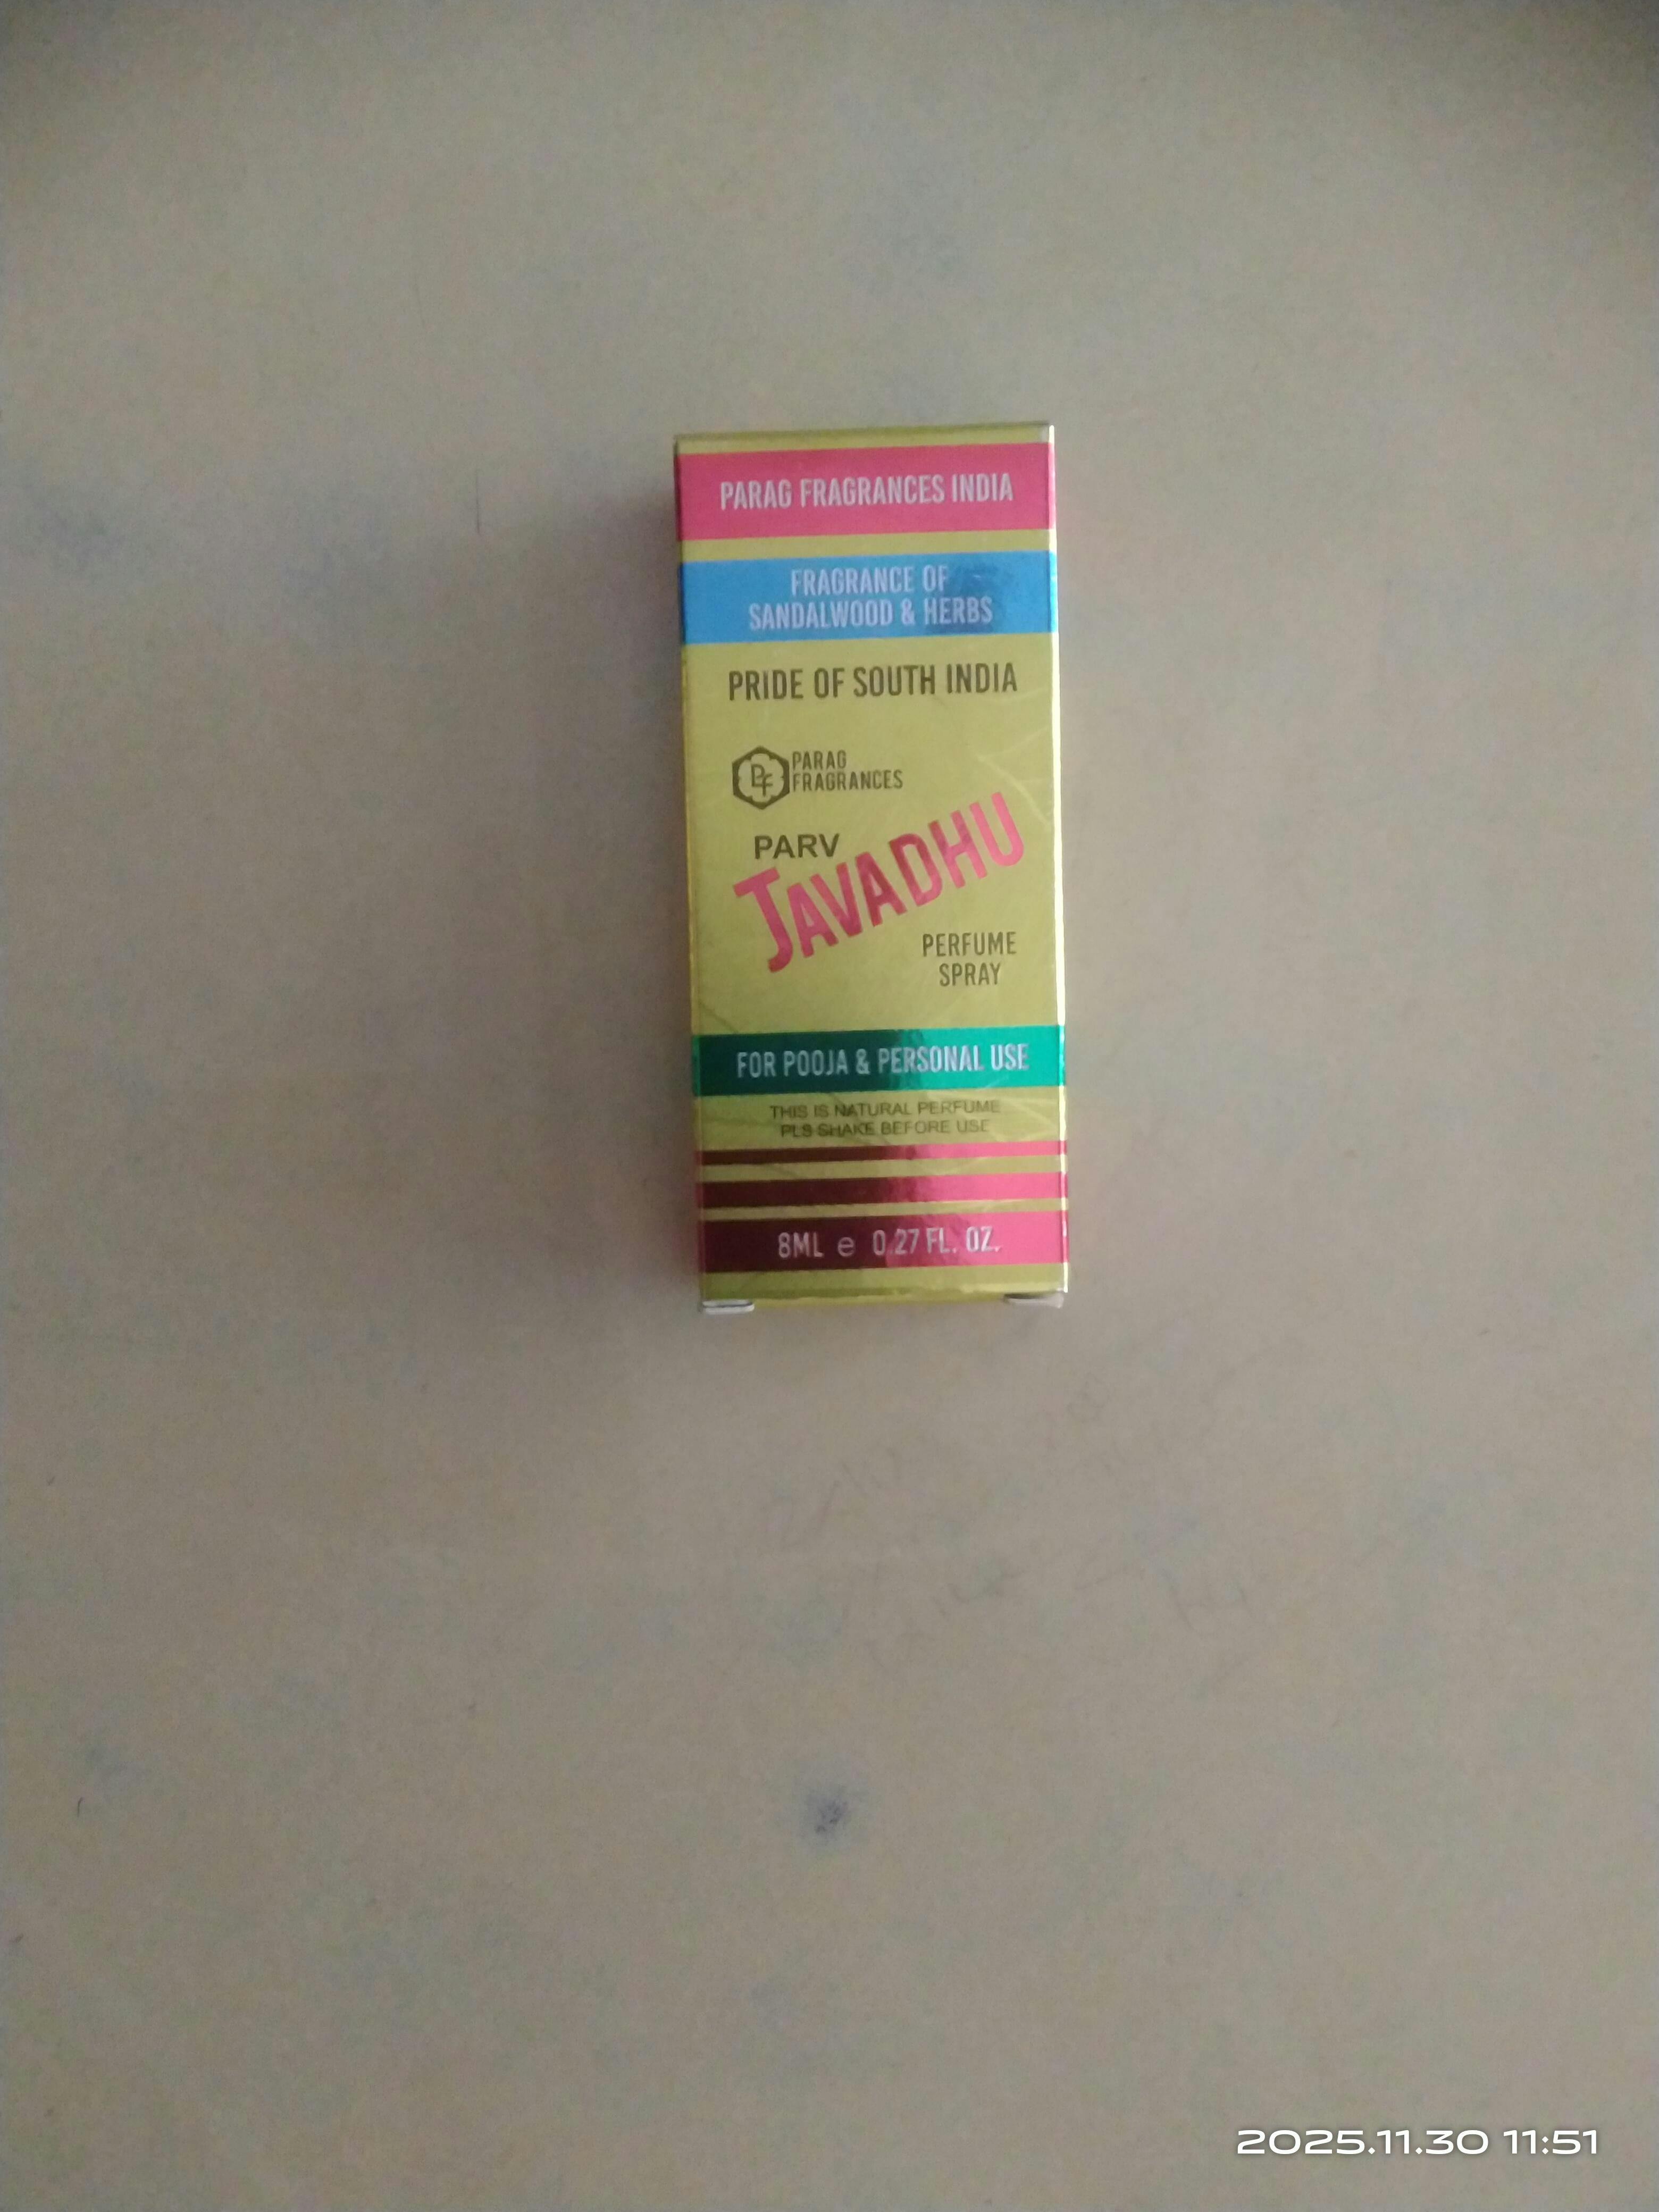 PARAG FRAGRANCES INDIA
FRAGRANCE OF
SANDALWOOD & HERBS
PRIDE OF SOUTH INDIA
PF
PARAG
FRAGRANCES
PARV
JAVADHU
PERFUME
SPRAY
FOR POOJA & PERSONAL USE
THIS IS NATURAL PERFUME
PLS SHAKE BEFORE USE
8ML e 0.27 FL. OZ.
2025.11.30 11:51